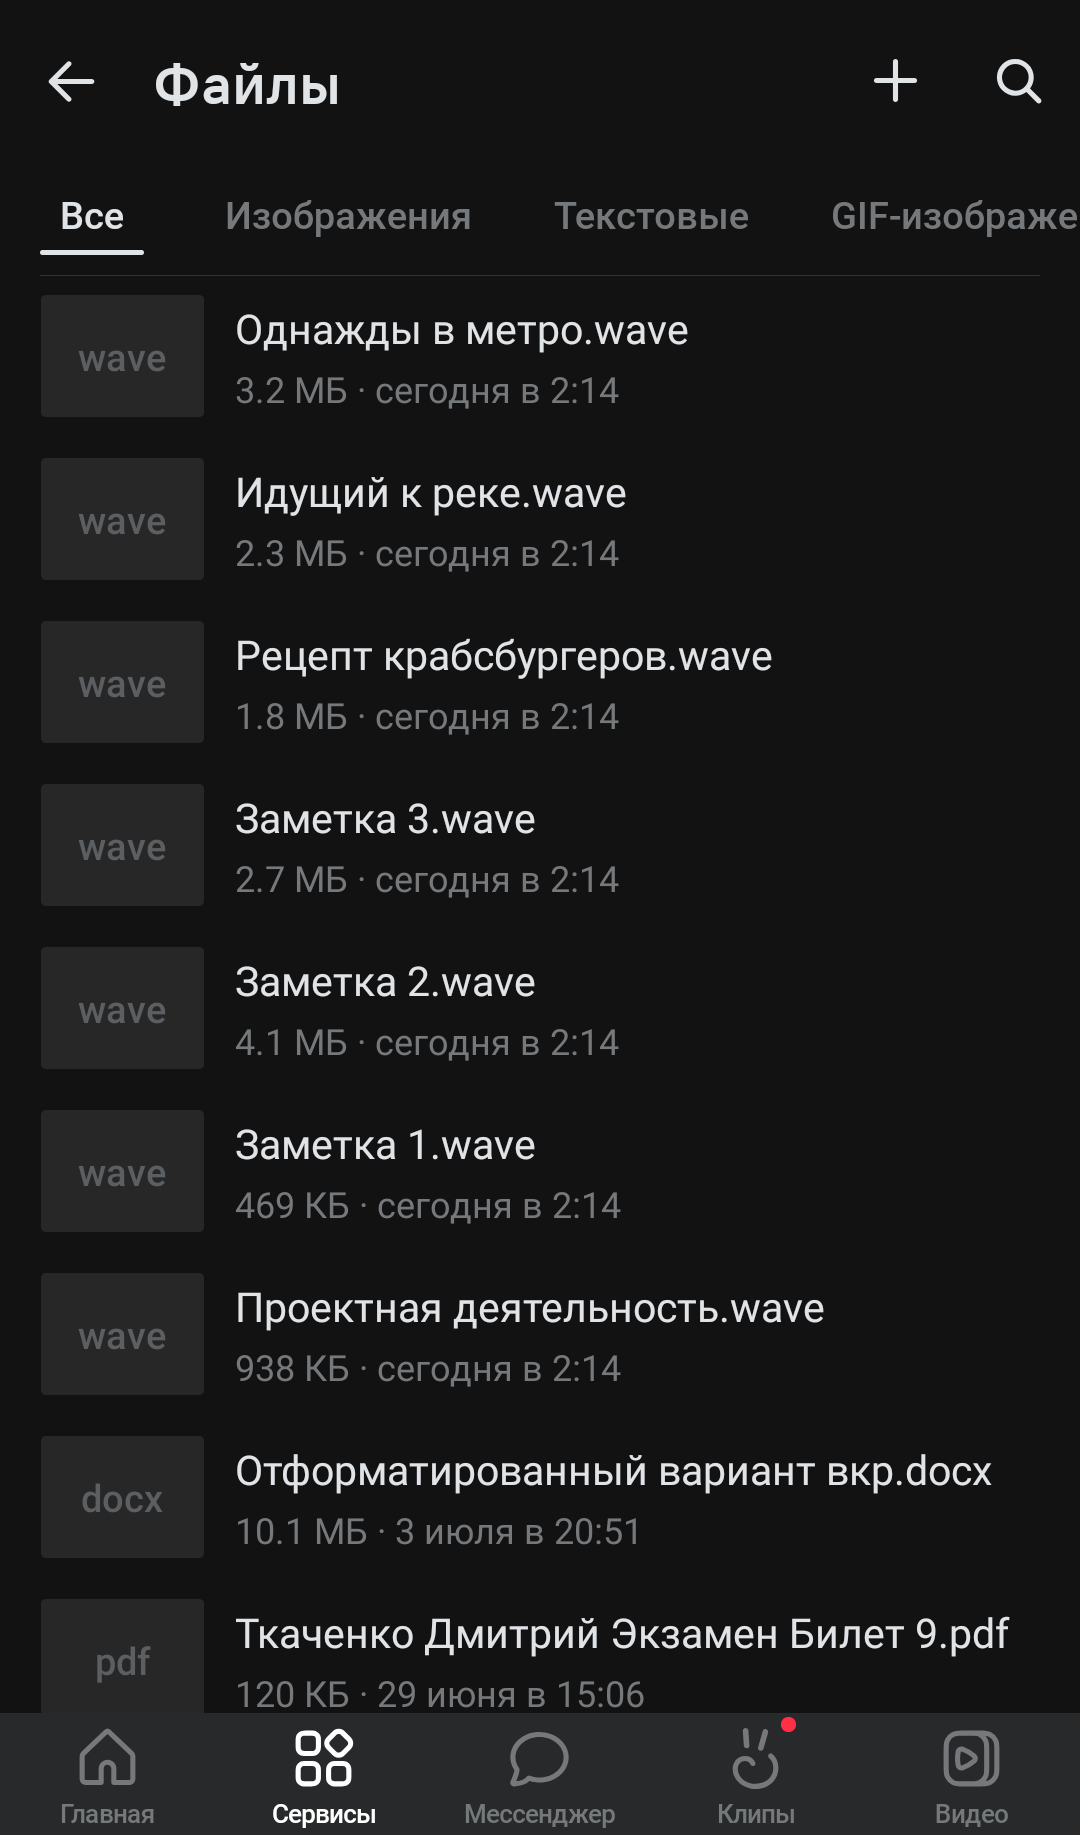 Файлы
Все Изображения Текстовые GIF-изображе
wave
Однажды в метро.wave
3.2 МБ · сегодня в 2:14
wave
Идущий к реке.wave
2.3 МБ · сегодня в 2:14
wave
Рецепт крабсбургеров.wave
1.8 МБ · сегодня в 2:14
wave
Заметка 3.wave
2.7 МБ · сегодня в 2:14
wave
Заметка 2.wave
4.1 МБ · сегодня в 2:14
wave
Заметка 1.wave
469 КБ · сегодня в 2:14
wave
Проектная деятельность.wave
938 КБ · сегодня в 2:14
docx
Отформатированный вариант вкр.docx
10.1 МБ · 3 июля в 20:51
pdf
Ткаченко Дмитрий Экзамен Билет 9.pdf
120 КБ · 29 июня в 15:06
Главная Сервисы Мессенджер Клипы Видео